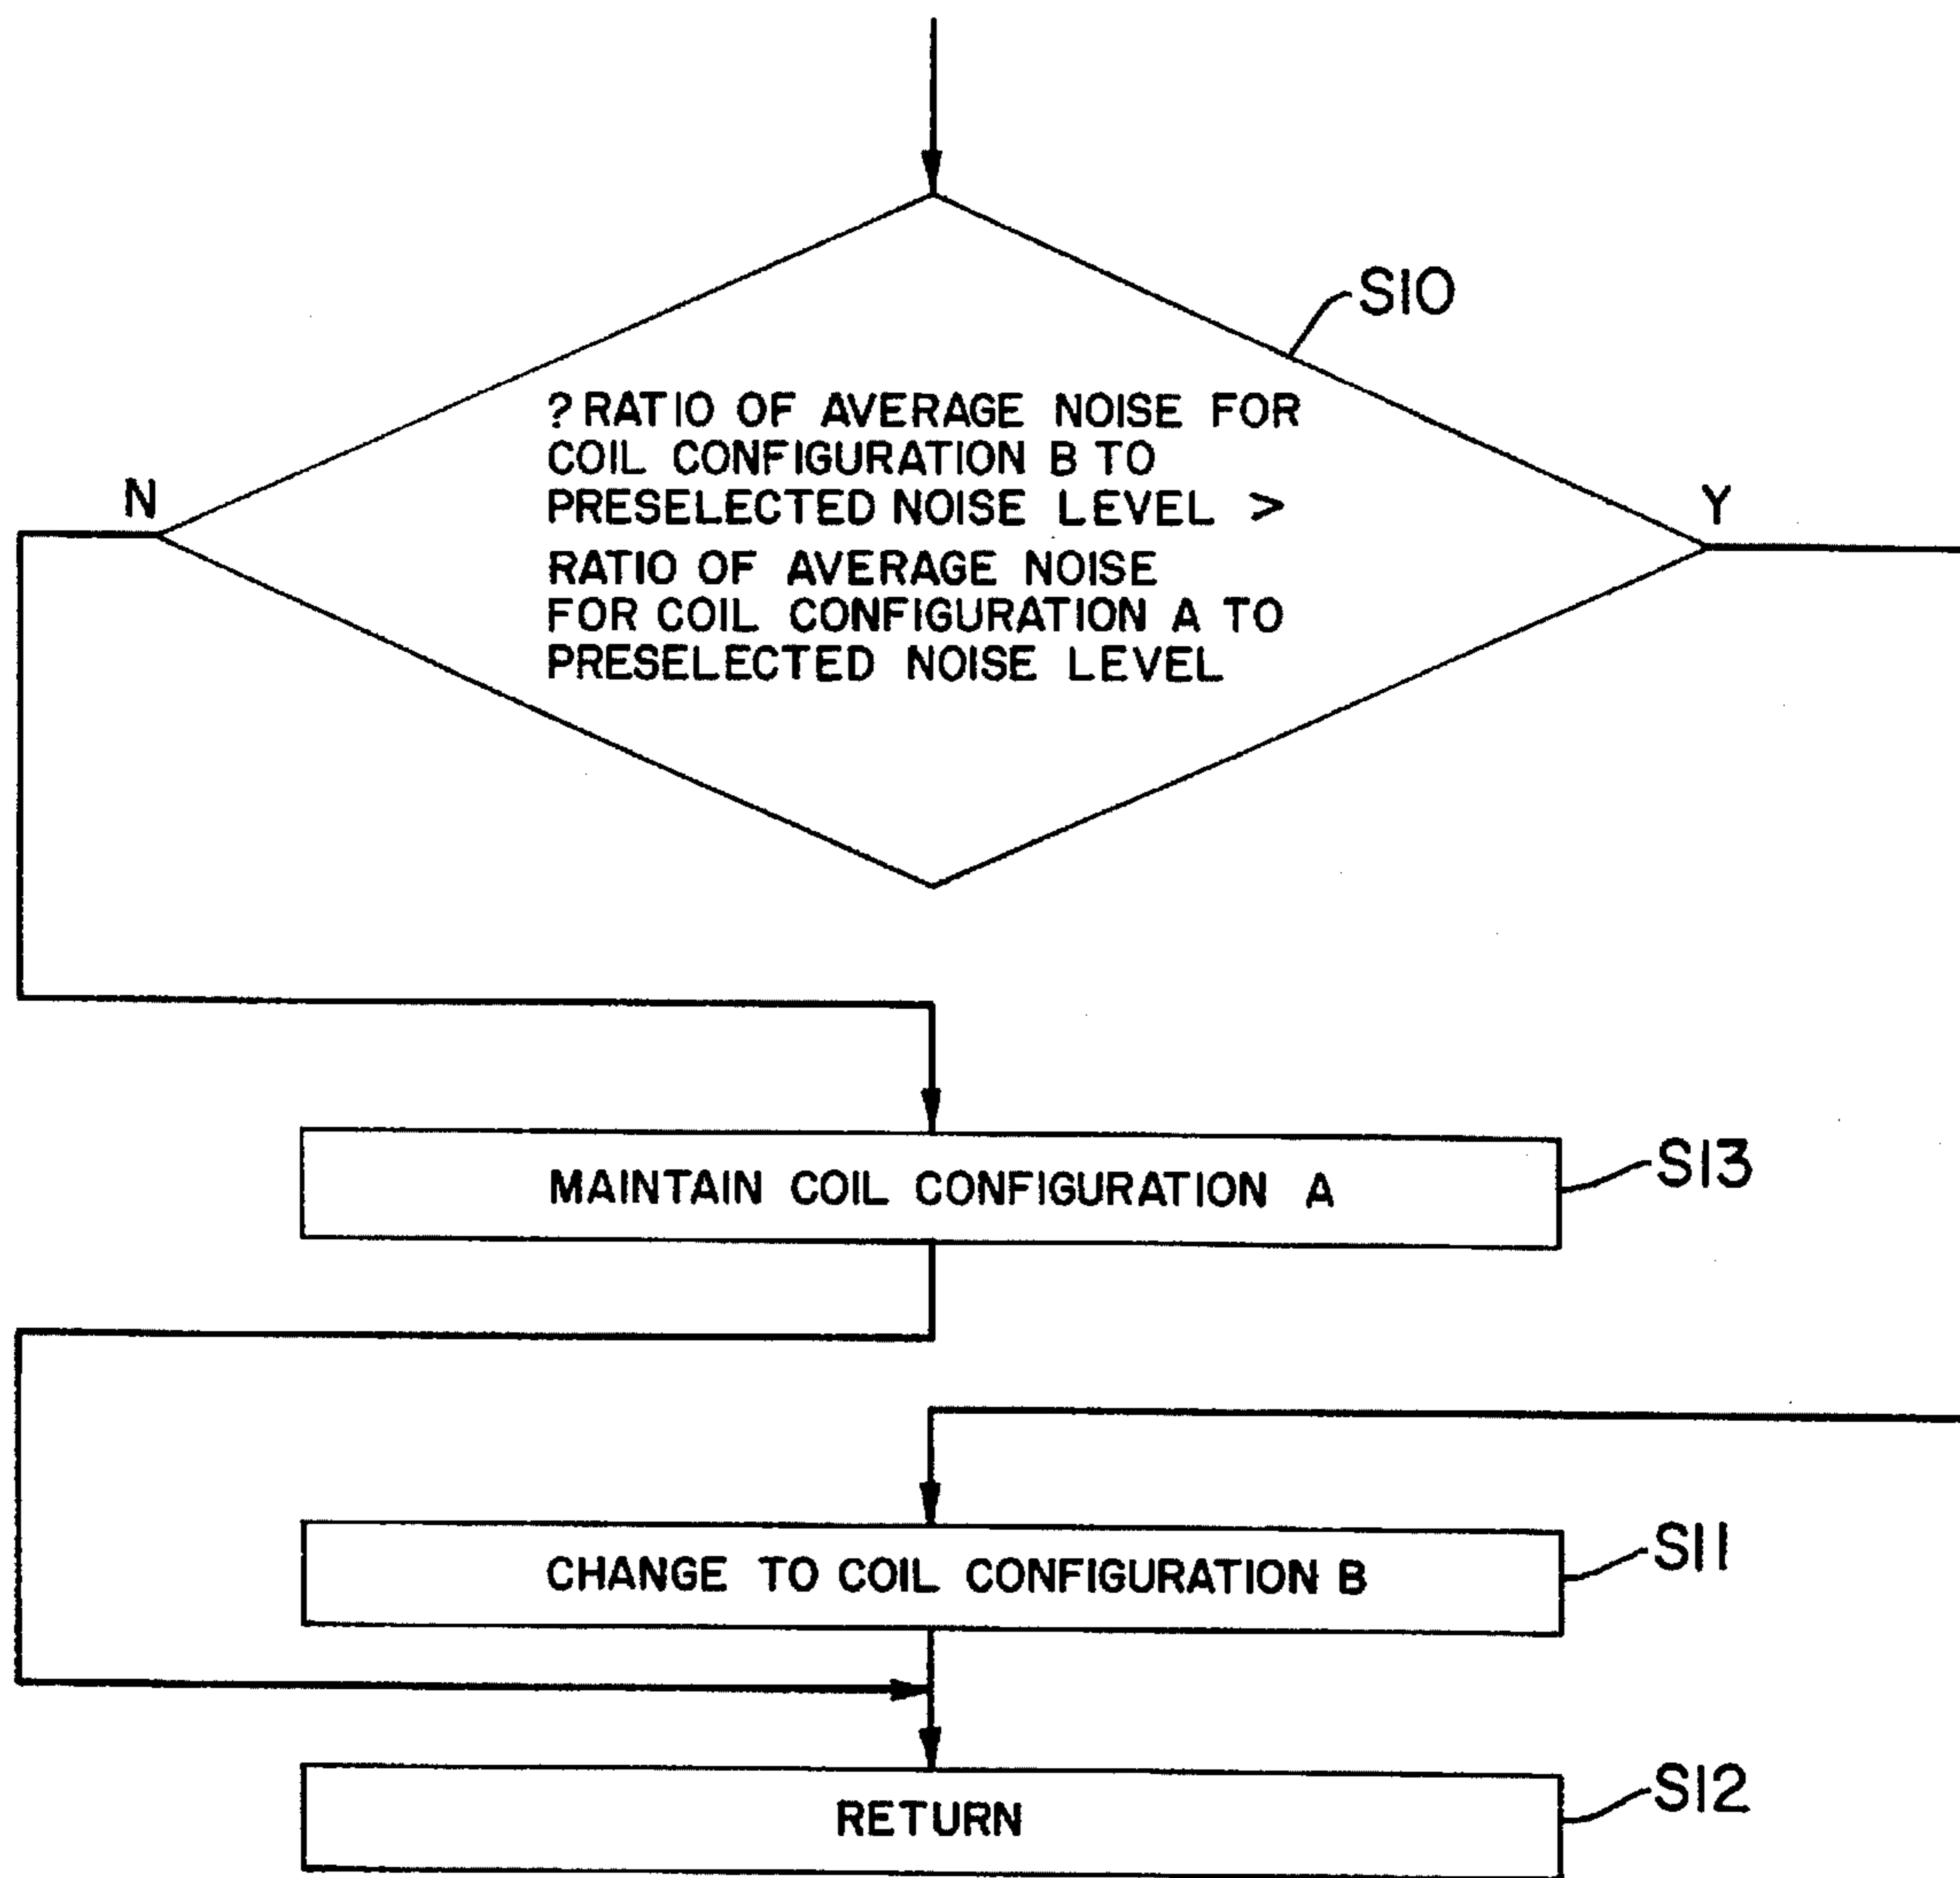 S10
? RATIO OF AVERAGE NOISE FOR
COIL CONFIGURATION B TO
PRESELECTED NOISE LEVEL >
RATIO OF AVERAGE NOISE
FOR COIL CONFIGURATION A TO
PRESELECTED NOISE LEVEL
N
Y
MAINTAIN COIL CONFIGURATION A
S13
CHANGE TO COIL CONFIGURATION B
S11
RETURN
S12